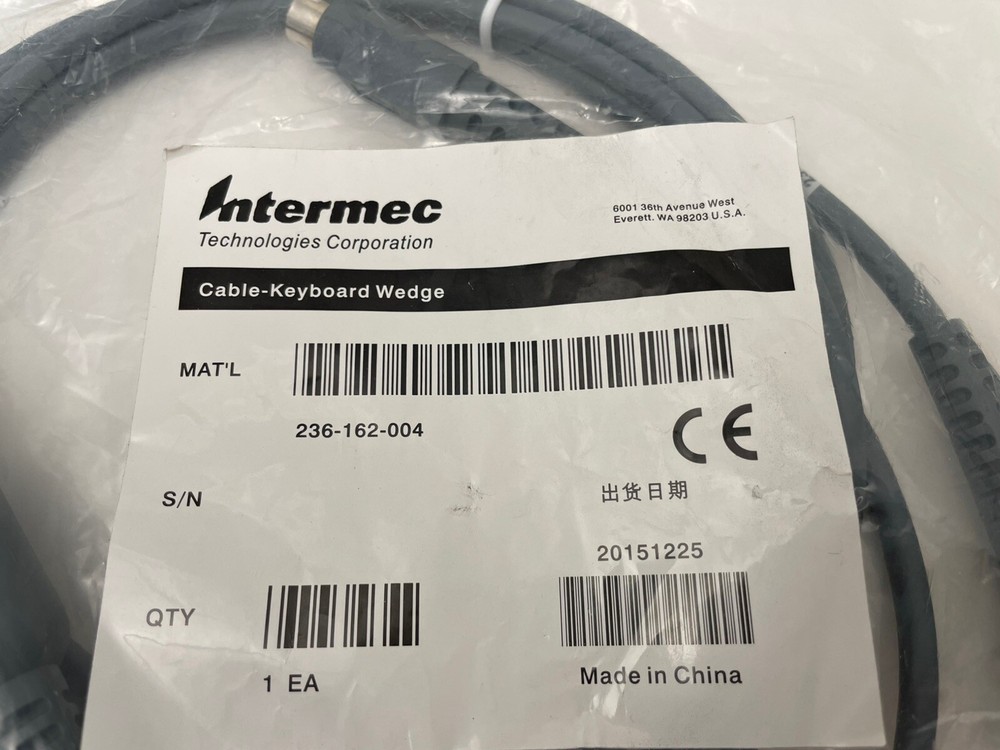 Intermec
Technologies Corporation
6001 36th Avenue West
Everett. WA 98203 U.S.A.
Cable-Keyboard Wedge
MAT'L
236-162-004
CE
S/N
出货日期
20151225
QTY
1 EA
Made in China